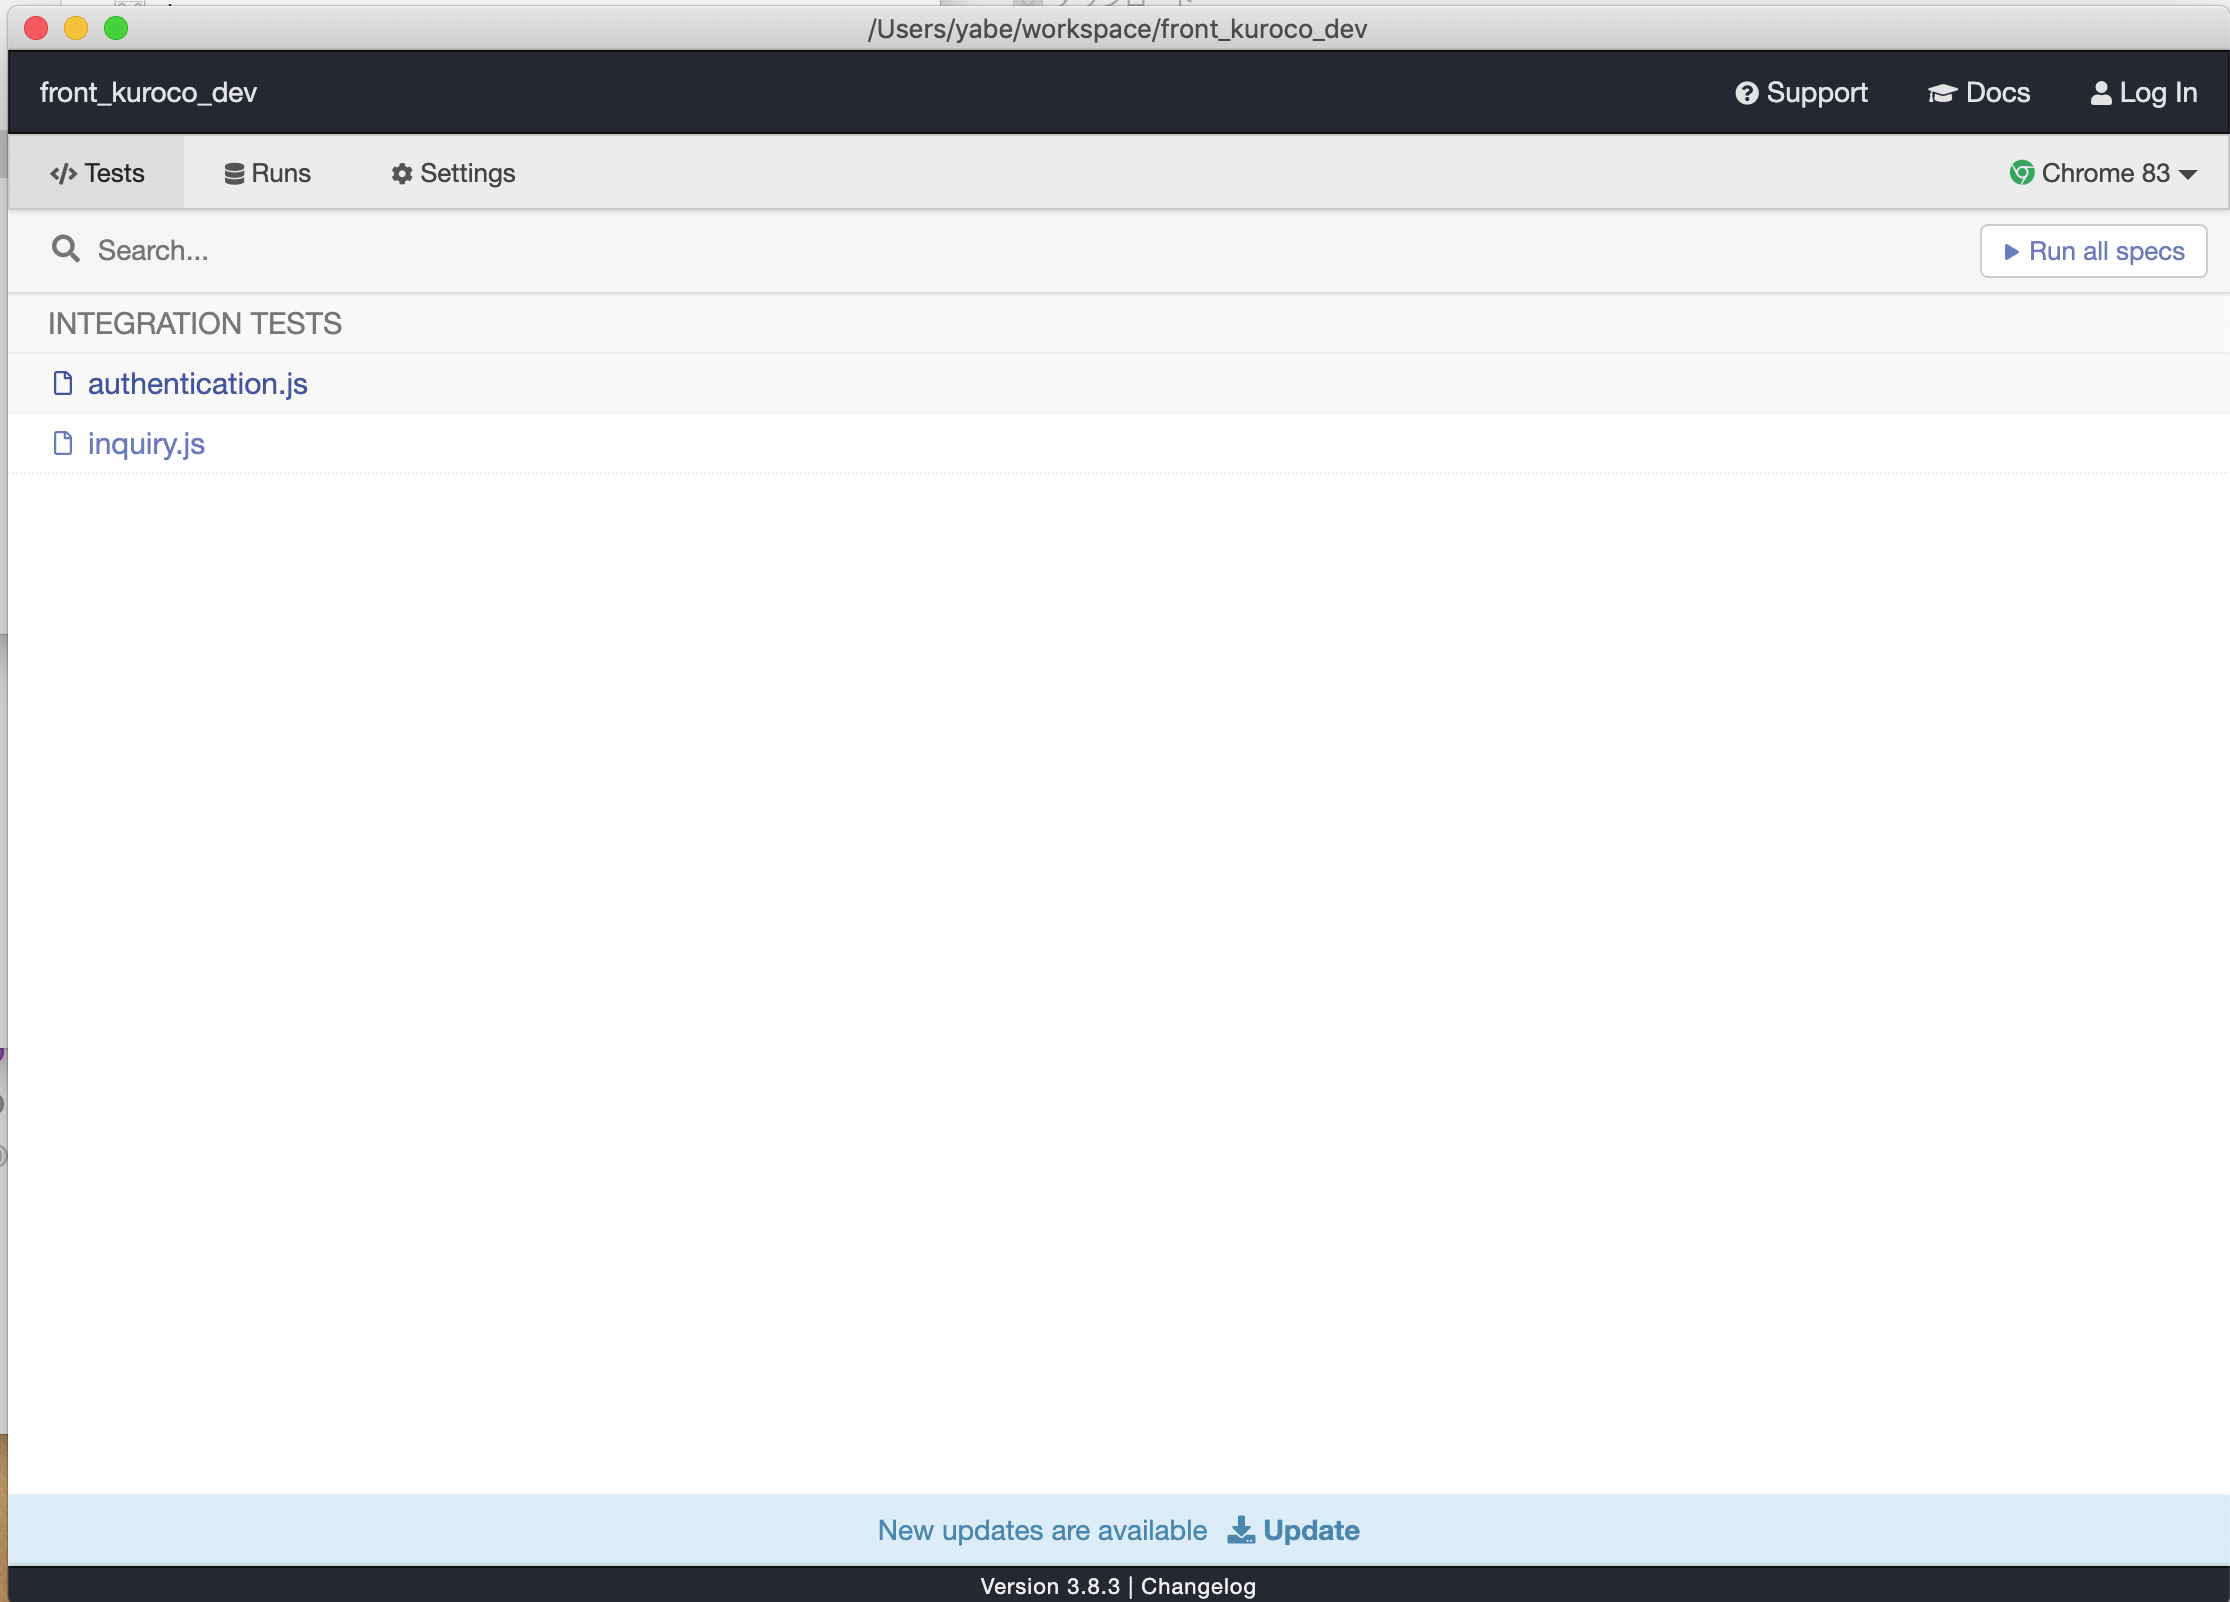 /Users/yabe/workspace/front_kuroco_dev
front_kuroco_dev Support Docs Log In
Tests Runs Settings Chrome 83
Search... Run all specs
INTEGRATION TESTS
authentication.js
inquiry.js
New updates are available Update
Version 3.8.3 | Changelog